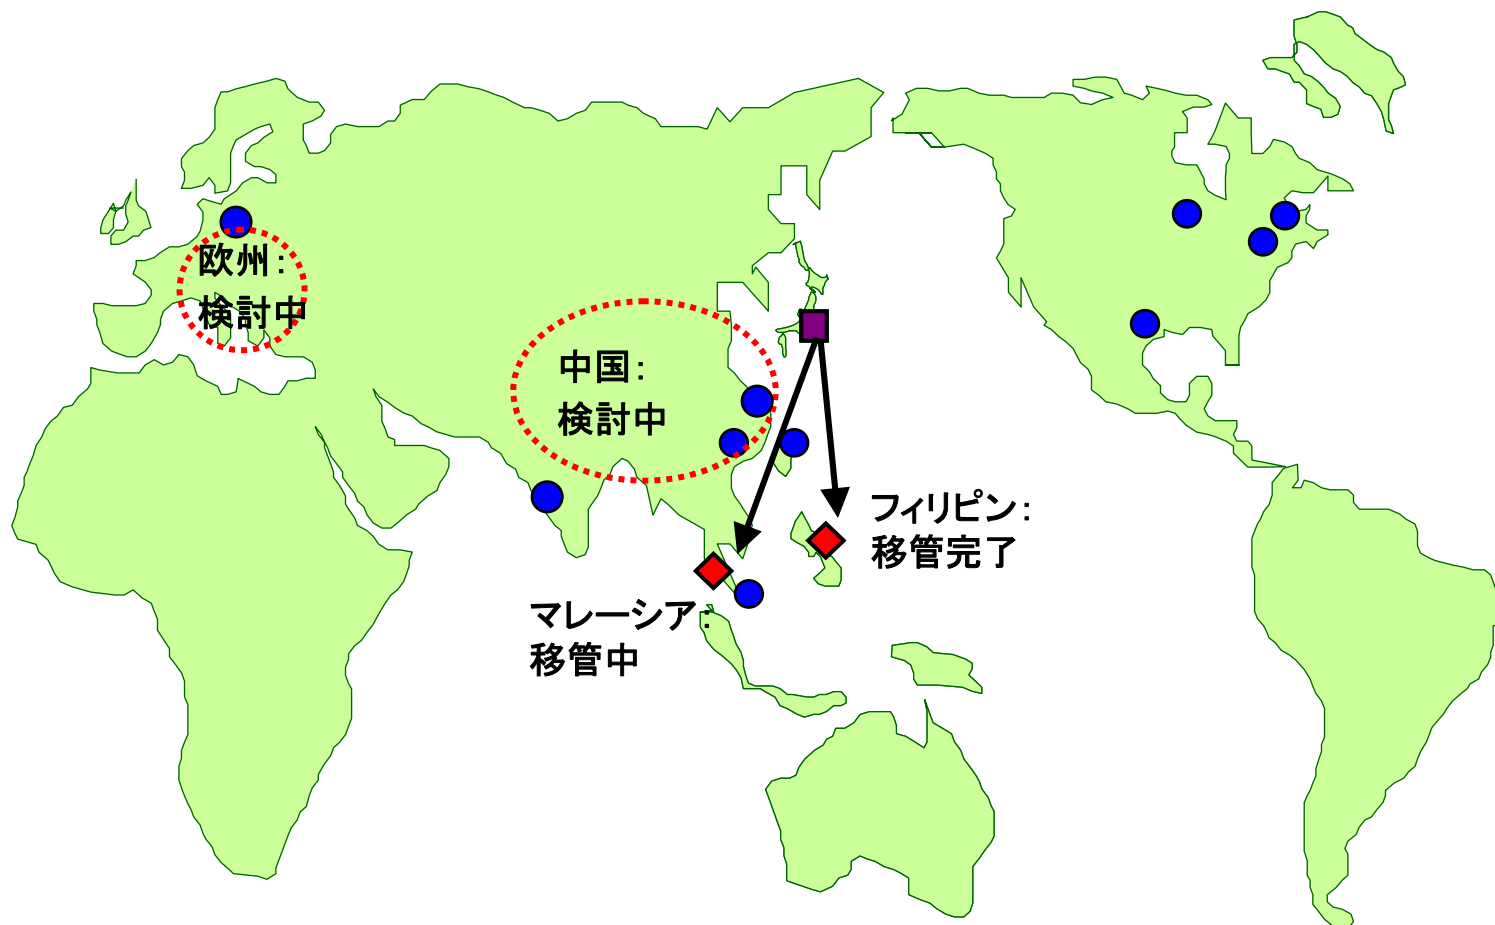 欧州：
検討中
中国：
検討中
フィリピン：
移管完了
マレーシア：
移管中